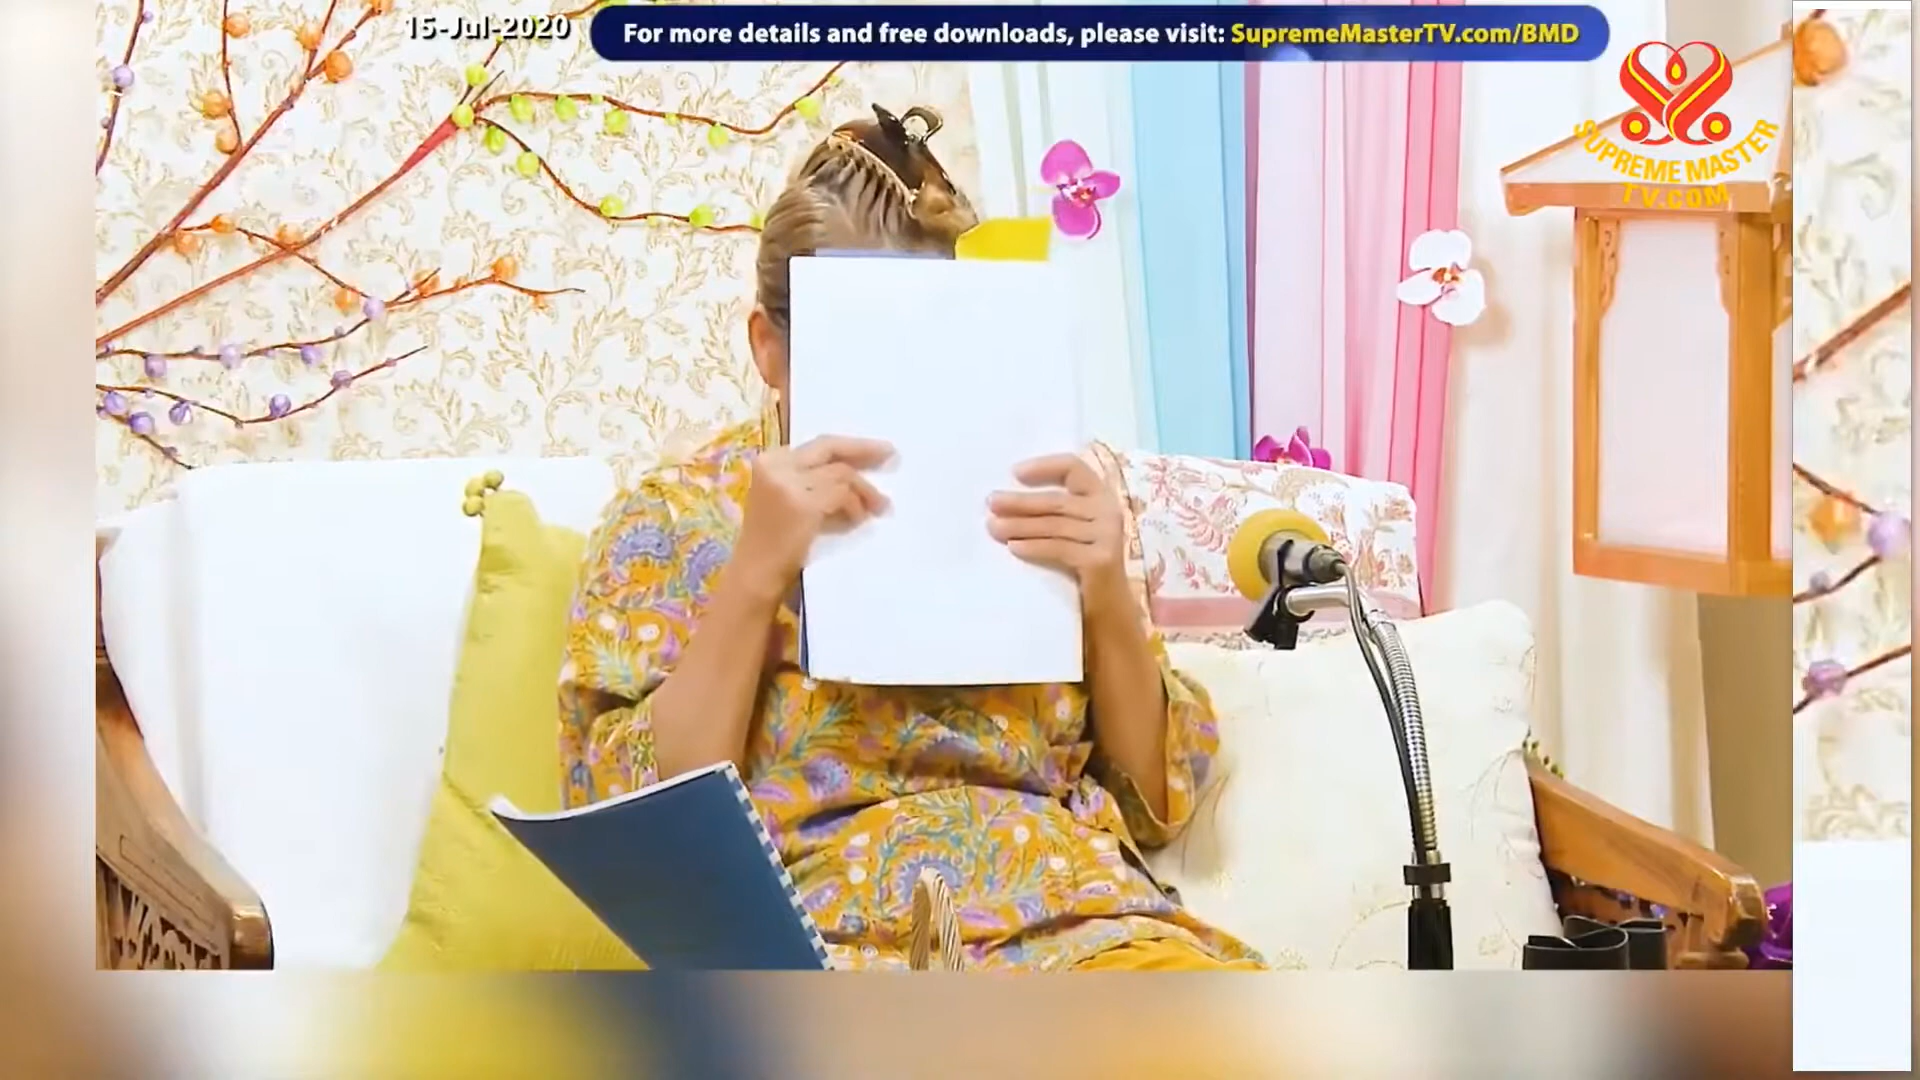 15-Jul-2020
For more details and free downloads, please visit: SupremeMasterTV.com/BMD
SUPREME MASTER
TV.COM